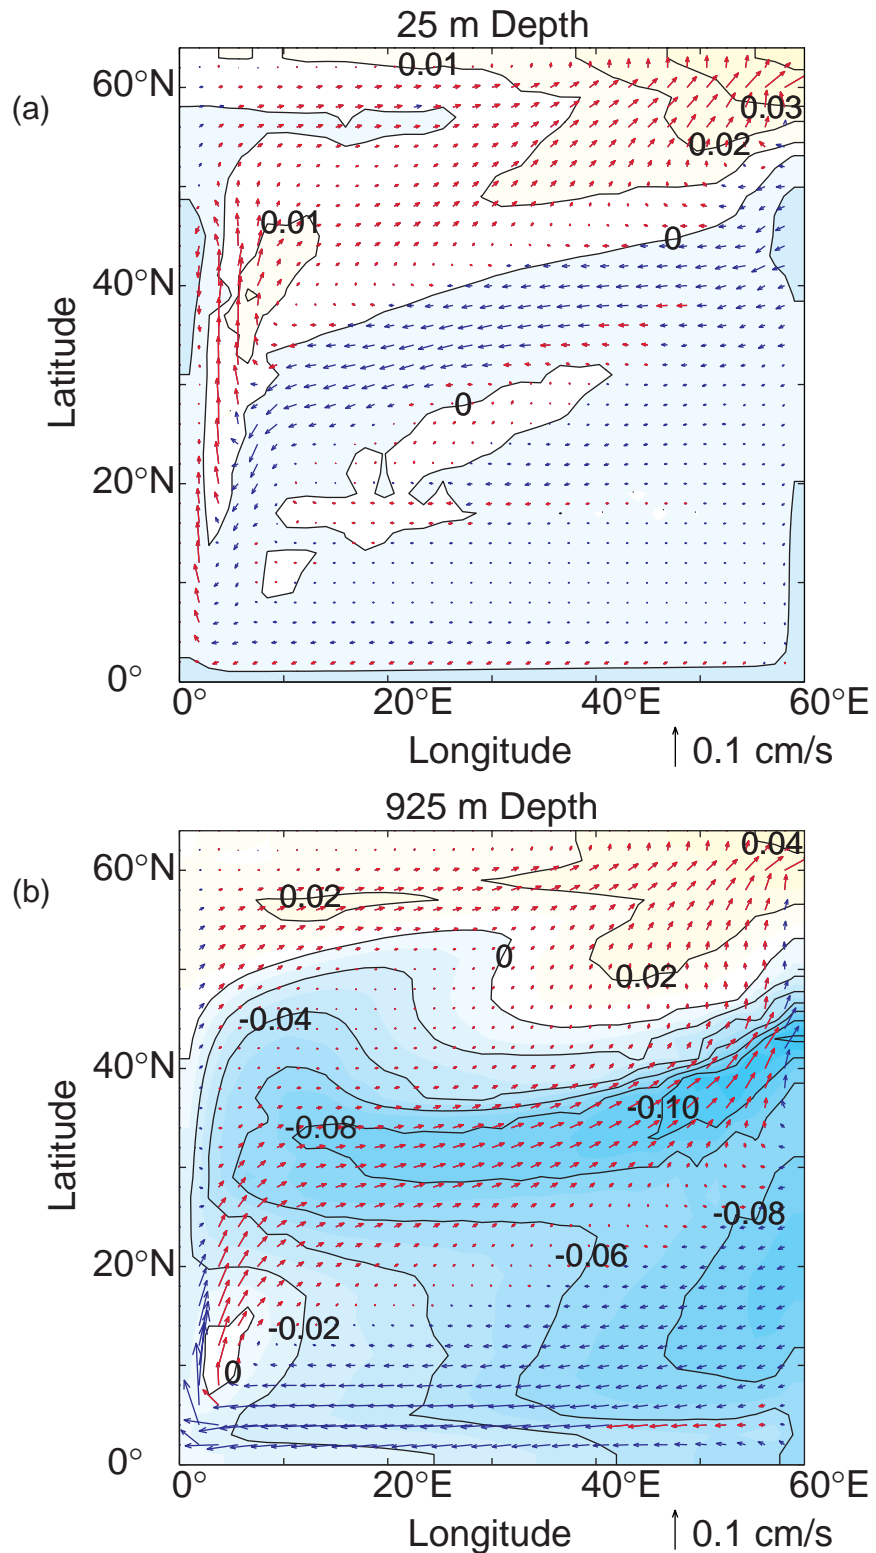 25 m Depth
(a)
60°N
0.01
0.03
0.02
0.01
0
40°N
Latitude
0
20°N
0°
0° 20°E 40°E 60°E
Longitude
0.1 cm/s
925 m Depth
(b)
60°N
0.04
0.02
0
0.02
-0.04
40°N
-0.10
-0.08
Latitude
-0.08
20°N
-0.06
-0.02
0
0°
0° 20°E 40°E 60°E
Longitude
0.1 cm/s